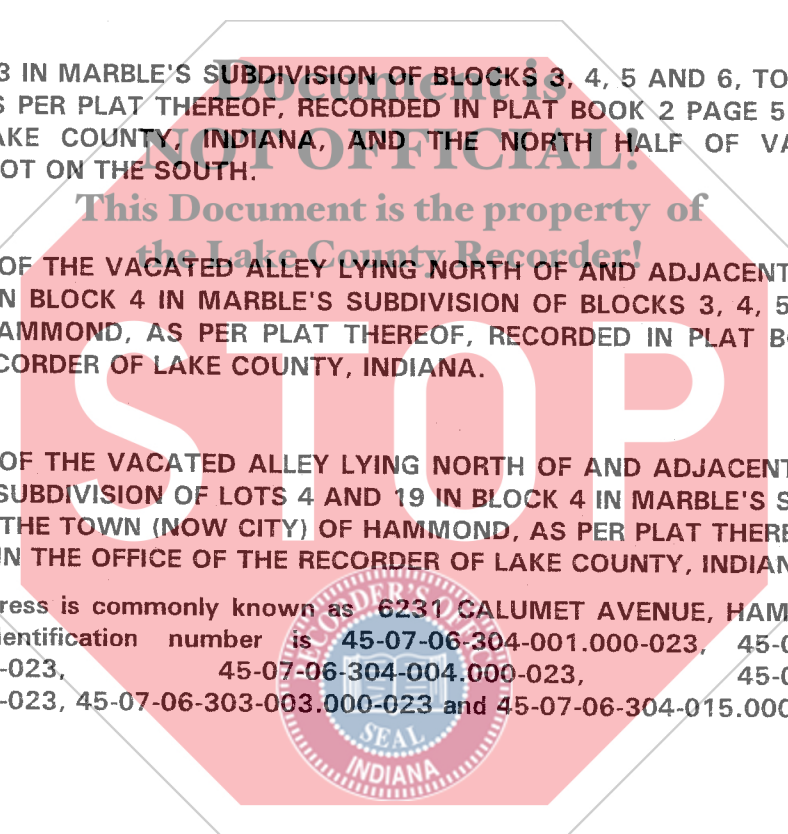 3 IN MARBLE'S SUBDIVISION OF BLOCKS 3, 4, 5 AND 6, TO
S PER PLAT THEREOF, RECORDED IN PLAT BOOK 2 PAGE 5
AKE COUNTY, INDIANA, AND THE NORTH HALF OF VA
OT ON THE SOUTH.
Document is
NOT OFFICIAL!
This Document is the property of
the Lake County Recorder!
OF THE VACATED ALLEY LYING NORTH OF AND ADJACENT
N BLOCK 4 IN MARBLE'S SUBDIVISION OF BLOCKS 3, 4, 5
AMMOND, AS PER PLAT THEREOF, RECORDED IN PLAT BO
CORDER OF LAKE COUNTY, INDIANA.
STOP
OF THE VACATED ALLEY LYING NORTH OF AND ADJACENT
SUBDIVISION OF LOTS 4 AND 19 IN BLOCK 4 IN MARBLE'S S
THE TOWN (NOW CITY) OF HAMMOND, AS PER PLAT THERE
IN THE OFFICE OF THE RECORDER OF LAKE COUNTY, INDIAN
ress is commonly known as 6231 CALUMET AVENUE, HAM
entification number is 45-07-06-304-001.000-023, 45-0
-023, 45-07-06-304-004.000-023, 45-0
-023, 45-07-06-303-003.000-023 and 45-07-06-304-015.000
RECORDER'S OFFICE
SEAL
INDIANA